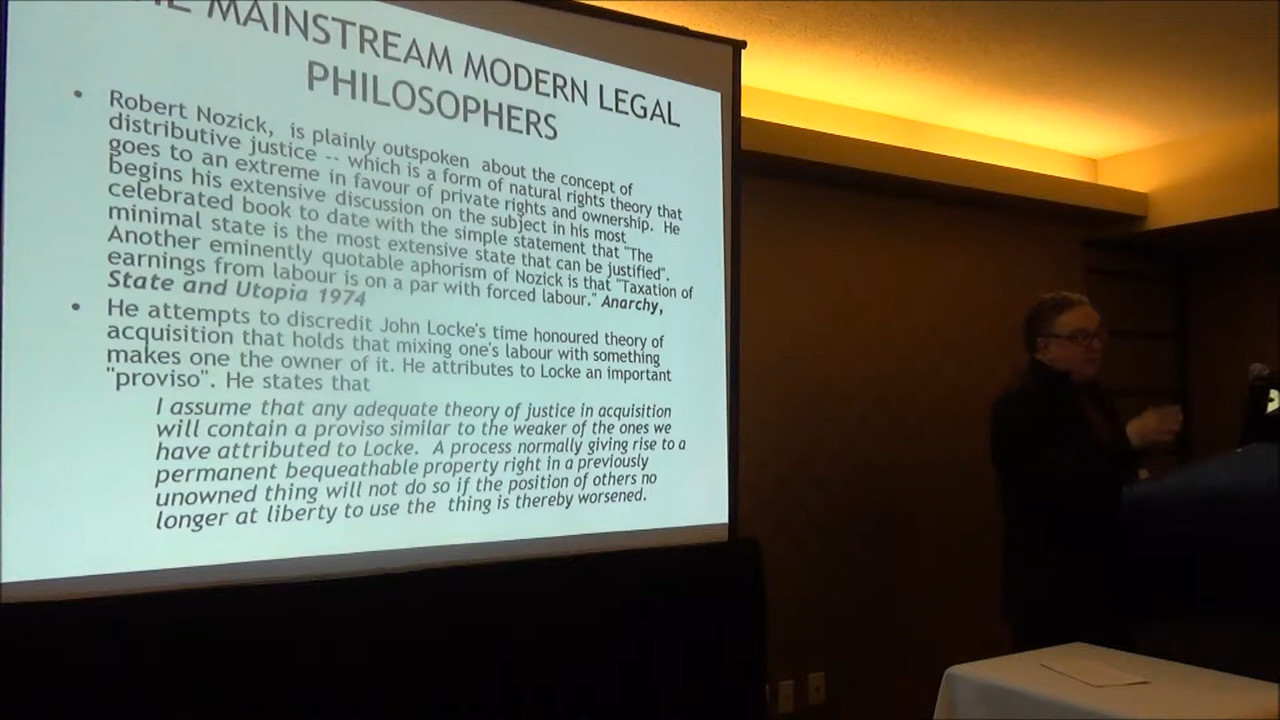 MAINSTREAM MODERN LEGAL
PHILOSOPHERS
• Robert Nozick, is plainly outspoken about the concept of
distributive justice -- which is a form of natural rights theory that
goes to an extreme in favour of private rights and ownership. He
begins his extensive discussion on the subject in his most
celebrated book to date with the simple statement that "The
minimal state is the most extensive state that can be justified".
Another eminently quotable aphorism of Nozick is that "Taxation of
earnings from labour is on a par with forced labour." Anarchy,
State and Utopia 1974
• He attempts to discredit John Locke's time honoured theory of
acquisition that holds that mixing one's labour with something
makes one the owner of it. He attributes to Locke an important
"proviso". He states that
I assume that any adequate theory of justice in acquisition
will contain a proviso similar to the weaker of the ones we
have attributed to Locke. A process normally giving rise to a
permanent bequeathable property right in a previously
unowned thing will not do so if the position of others no
longer at liberty to use the thing is thereby worsened.